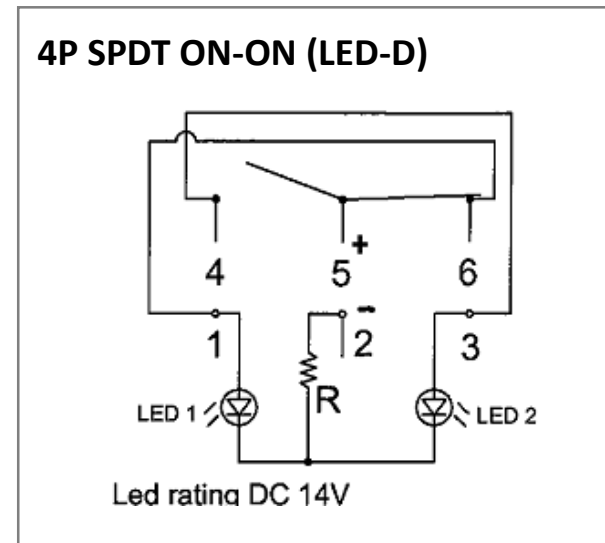 4P SPDT ON-ON (LED-D)
+
4 5 6
-
1 2 3
LED 1 R LED 2
Led rating DC 14V